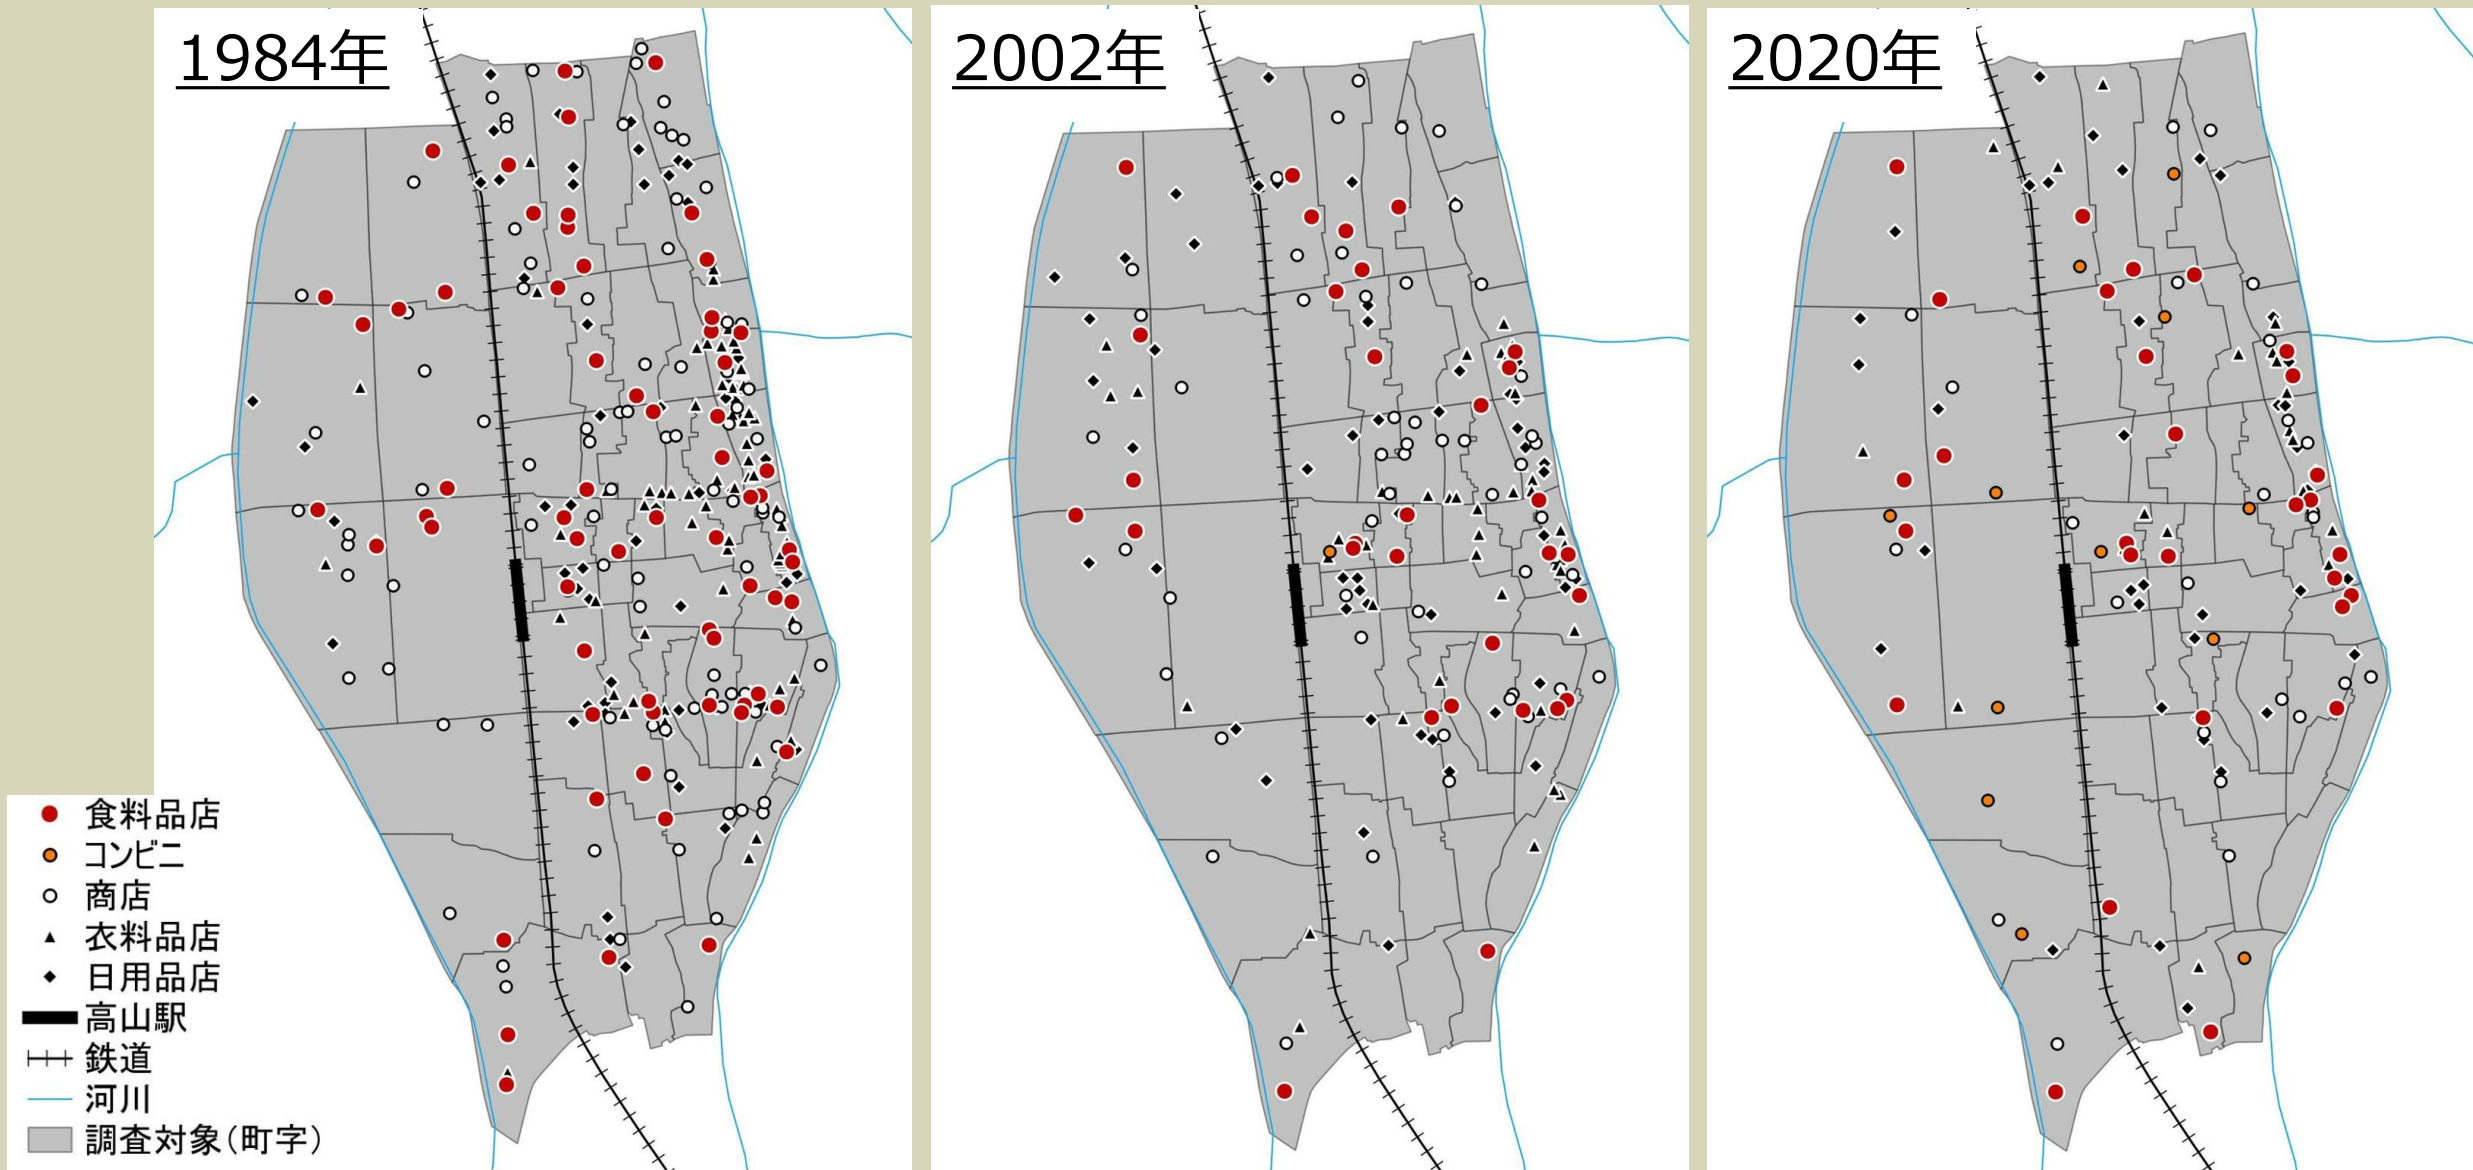 1984年
2002年
2020年
食料品店
コンビニ
商店
衣料品店
日用品店
高山駅
鉄道
河川
調査対象(町字)